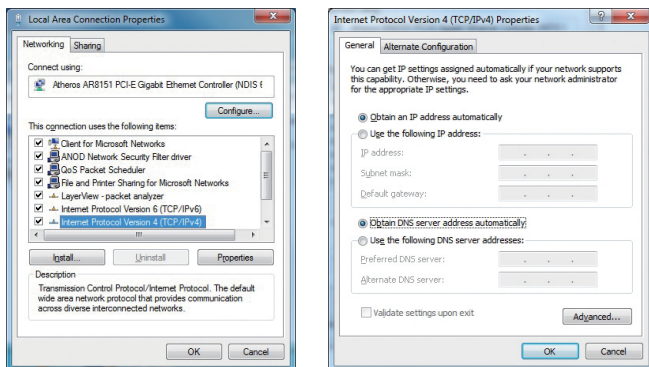 Local Area Connection Properties
Networking
Sharing
Connect using:
Atheros AR8151 PCI-E Gigabit Ethernet Controller (NDIS 6
Configure...
This connection uses the following items:
Client for Microsoft Networks
ANOD Network Security Filter driver
QoS Packet Scheduler
File and Printer Sharing for Microsoft Networks
LayerView - packet analyzer
Internet Protocol Version 6 (TCP/IPv6)
Internet Protocol Version 4 (TCP/IPv4)
Install...
Uninstall
Properties
Description
Transmission Control Protocol/Internet Protocol. The default
wide area network protocol that provides communication
across diverse interconnected networks.
OK
Cancel
Internet Protocol Version 4 (TCP/IPv4) Properties
General
Alternate Configuration
You can get IP settings assigned automatically if your network supports
this capability. Otherwise, you need to ask your network administrator
for the appropriate IP settings.
Obtain an IP address automatically
Use the following IP address:
IP address:
Subnet mask:
Default gateway:
Obtain DNS server address automatically
Use the following DNS server addresses:
Preferred DNS server:
Alternate DNS server:
Validate settings upon exit
Advanced...
OK
Cancel